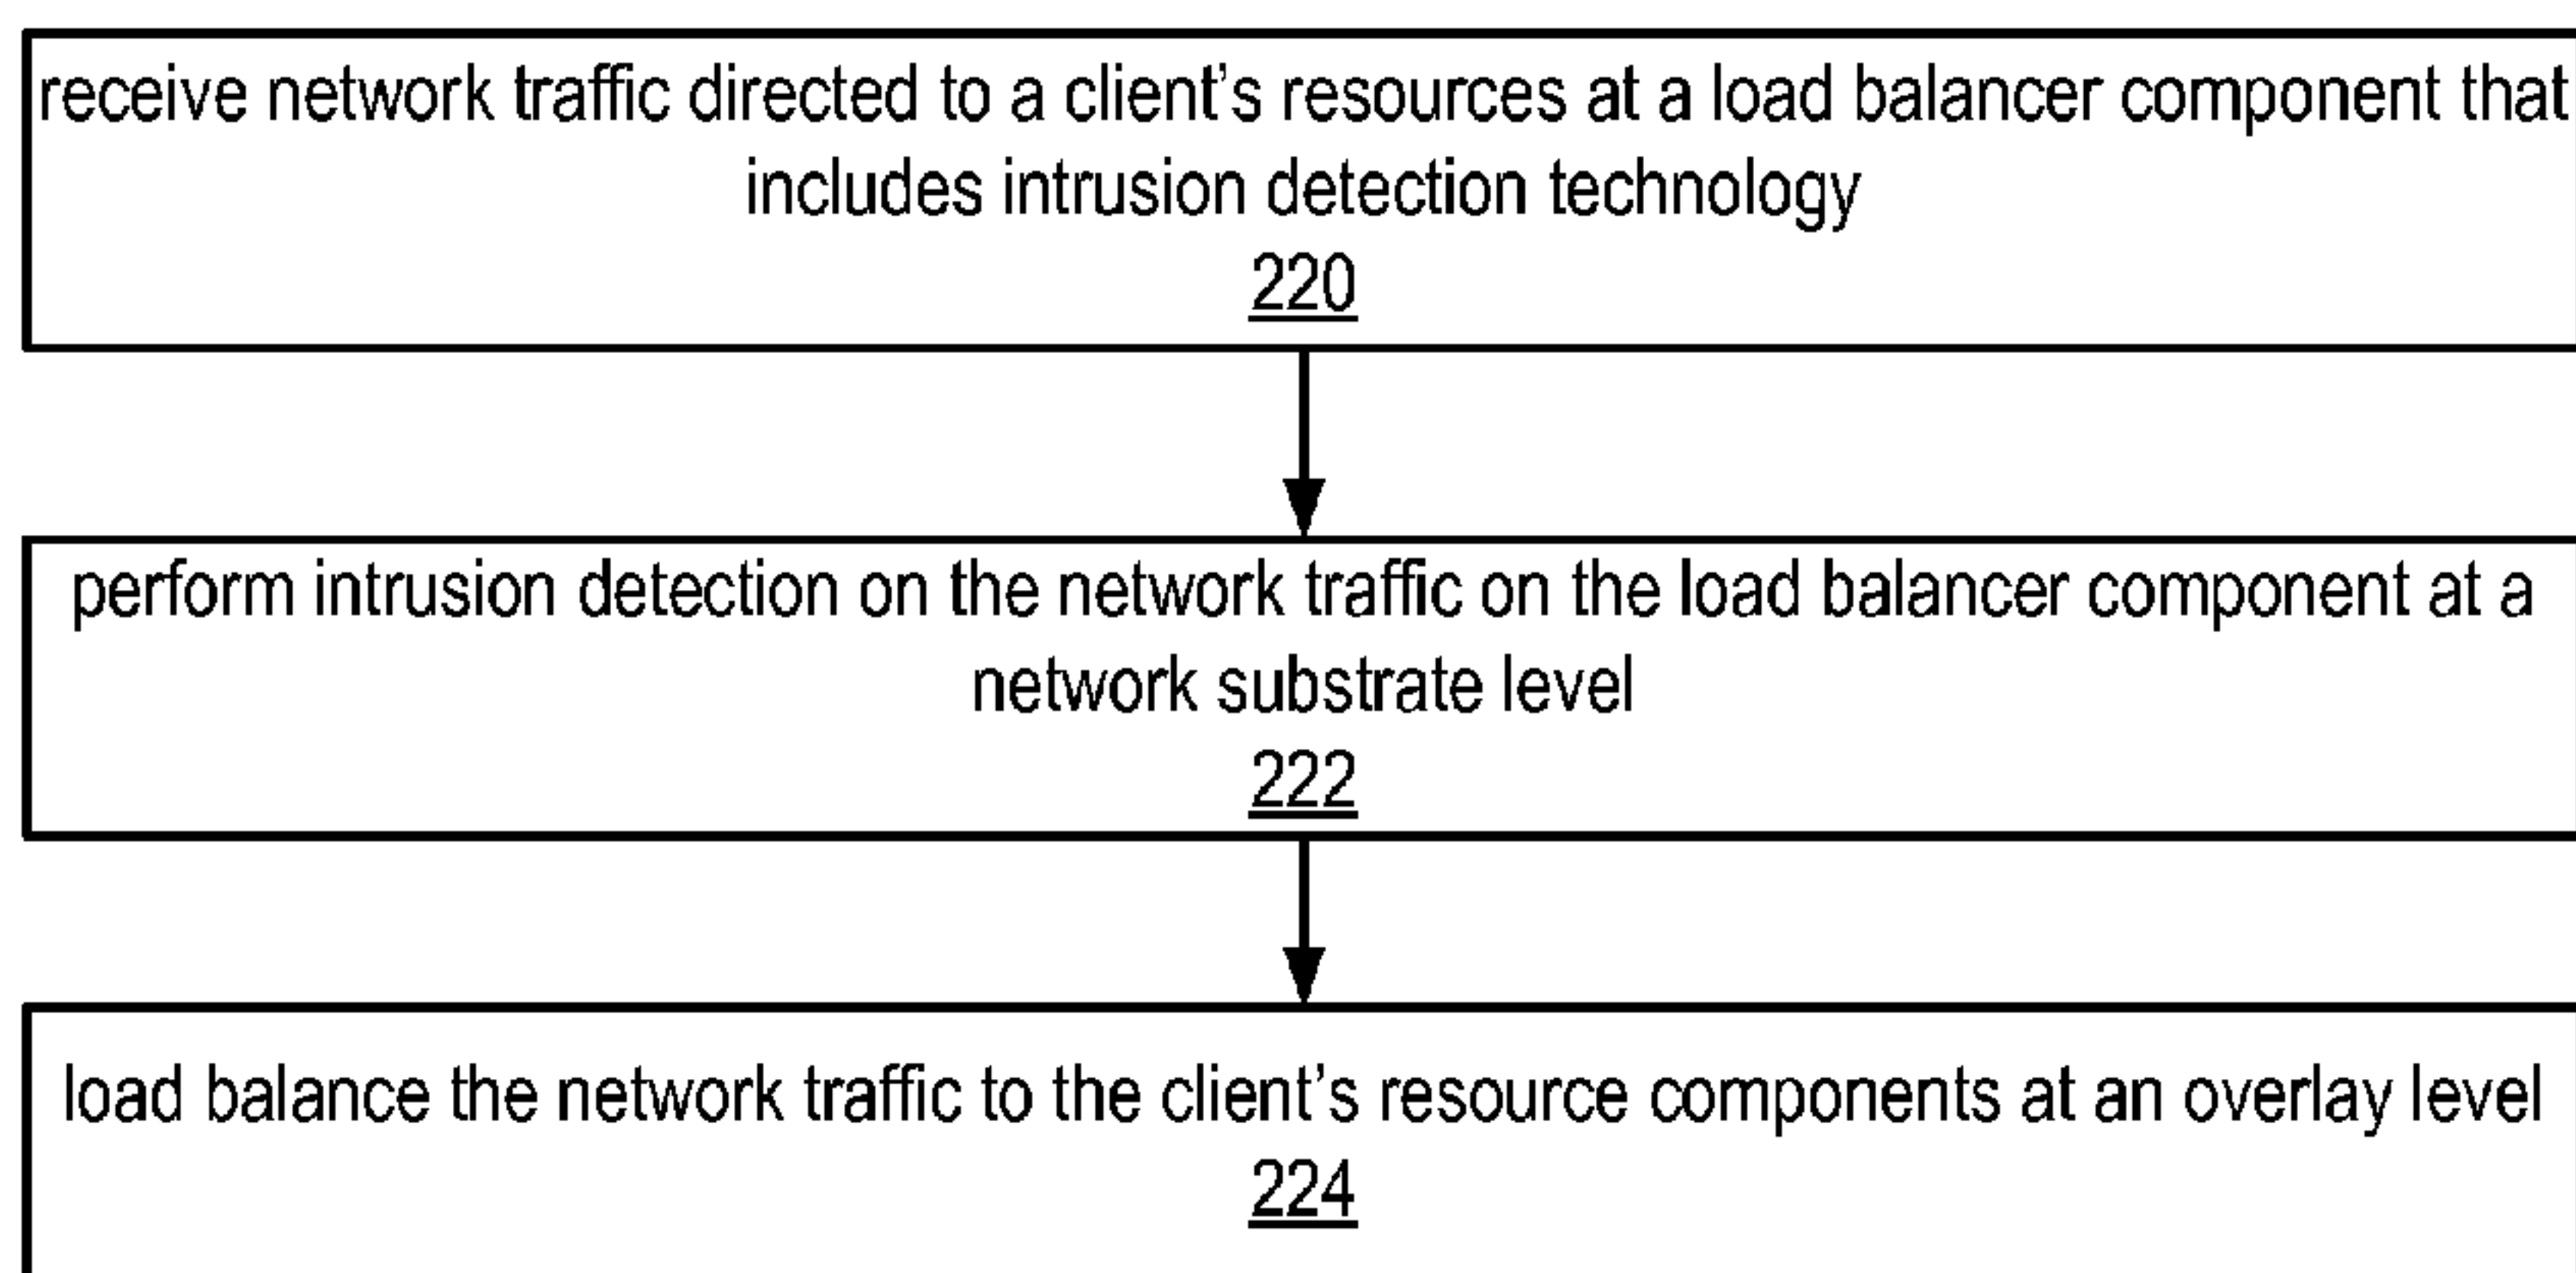 receive network traffic directed to a client’s resources at a load balancer component that
includes intrusion detection technology
220
perform intrusion detection on the network traffic on the load balancer component at a
network substrate level
222
load balance the network traffic to the client’s resource components at an overlay level
224